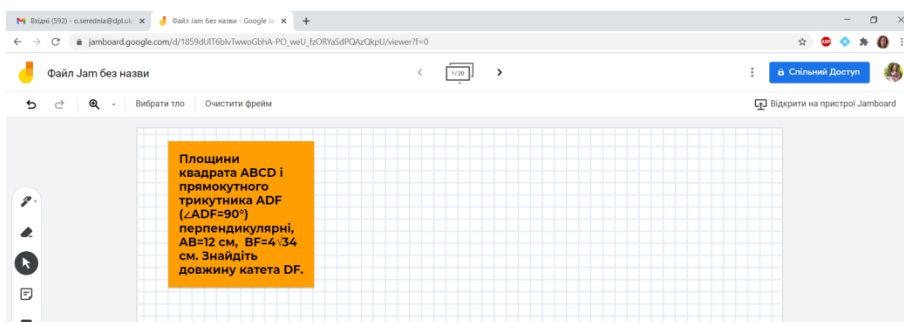 Вхідні (592) - o.serednia@dpl.uk
Файл Jam без назви - Google Ja
jamboard.google.com/d/1859dUlT6blvTwwoGbhA-PO_weU_fzORYaSdPQAzQkpU/viewer?f=0
ABP
Файл Jam без назви
1/20
Спільний Доступ
Вибрати тло
Очистити фрейм
Відкрити на пристрої Jamboard
Площини
квадрата ABCD і
прямокутного
трикутника ADF
(∠ADF=90°)
перпендикулярні,
AB=12 см, BF=4√34
см. Знайдіть
довжину катета DF.